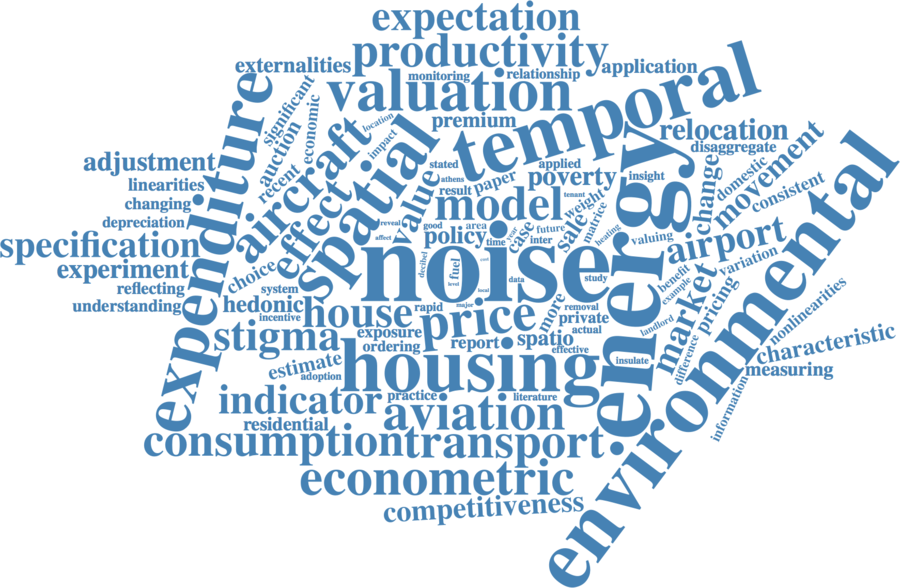 expectation
productivity
externalities
monitoring
relationship
application
valuation
temporal
premium
relocation
disaggregate
location
impact
significant
economic
auction
recent
expenditure
aircraft
effect
spatial
value
stated
athens
result
paper
applied
poverty
tenant
insight
energy
change
domestic
movement
consistent
environmental
adjustment
linearities
changing
depreciation
specification
experiment
reflecting
understanding
choice
system
hedonic
incentive
house
stigma
estimate
adoption
model
weight
matrice
sale
case
year
future
inter
area
good
policy
time
reveal
affect
noise
decibel
fuel
level
cost
local
data
major
study
heating
valuing
airport
variation
benefit
example
market
pricing
difference
landlord
nonlinearities
characteristic
measuring
information
rapid
price
exposure
ordering
report
spatio
more
removal
private
actual
effective
insulate
housing
indicator
practice
literature
residential
aviation
consumption
transport
econometric
competitiveness